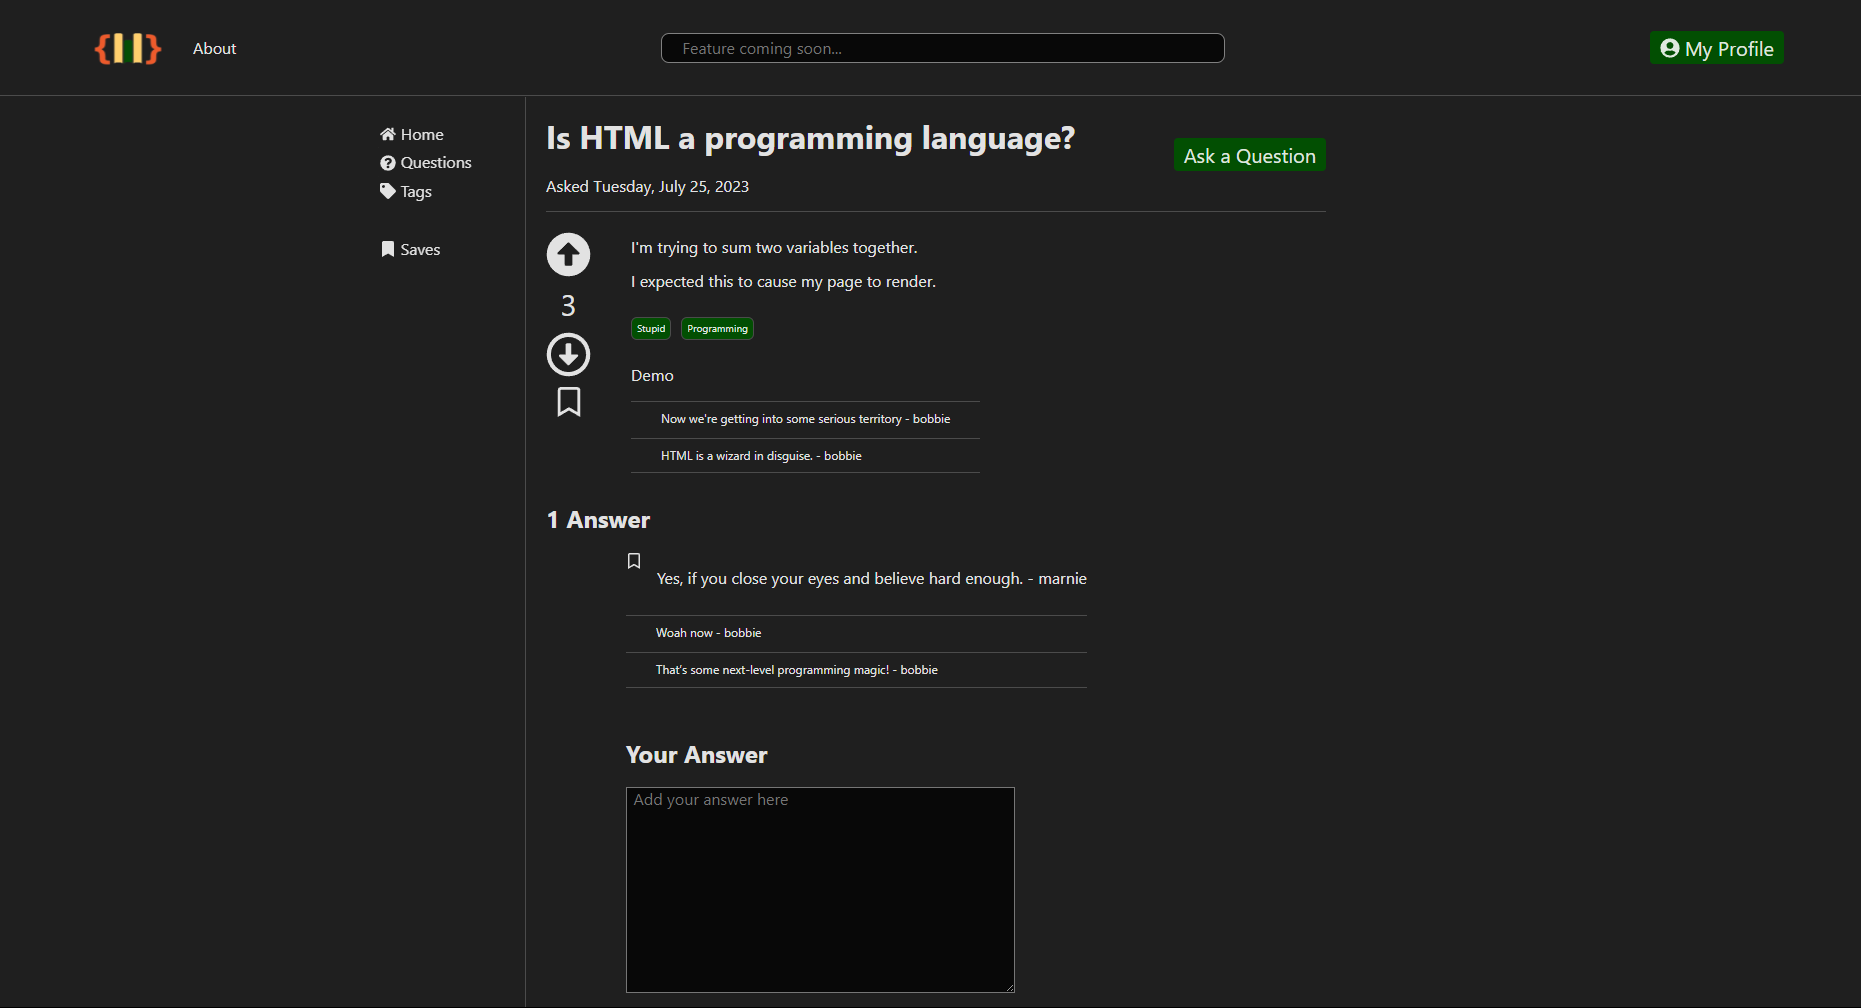 About
Feature coming soon...
My Profile
Home
Questions
Tags
Saves
Is HTML a programming language?
Ask a Question
Asked Tuesday, July 25, 2023
I'm trying to sum two variables together.
3
I expected this to cause my page to render.
Stupid Programming
Demo
Now we're getting into some serious territory - bobbie
HTML is a wizard in disguise. - bobbie
1 Answer
Yes, if you close your eyes and believe hard enough. - marnie
Woah now - bobbie
That's some next-level programming magic! - bobbie
Your Answer
Add your answer here